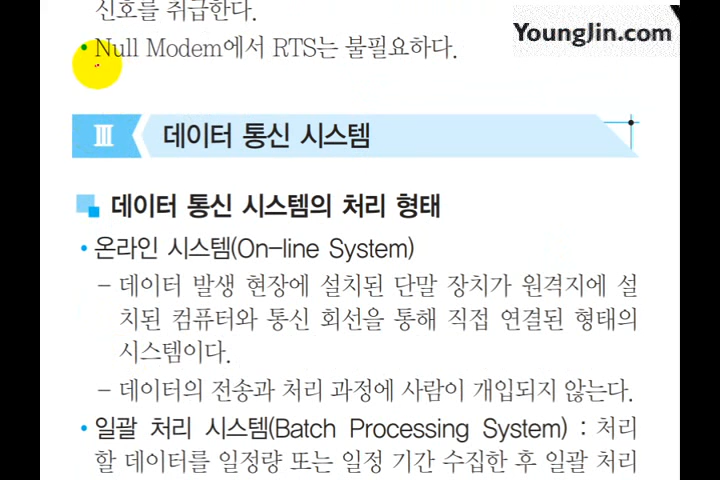 신호를 취급한다.
YoungJin.com
• Null Modem에서 RTS는 불필요하다.
Ⅲ 데이터 통신 시스템
데이터 통신 시스템의 처리 형태
• 온라인 시스템(On-line System)
– 데이터 발생 현장에 설치된 단말 장치가 원격지에 설
치된 컴퓨터와 통신 회선을 통해 직접 연결된 형태의
시스템이다.
– 데이터의 전송과 처리 과정에 사람이 개입되지 않는다.
• 일괄 처리 시스템(Batch Processing System) : 처리
할 데이터를 일정량 또는 일정 기간 수집한 후 일괄 처리